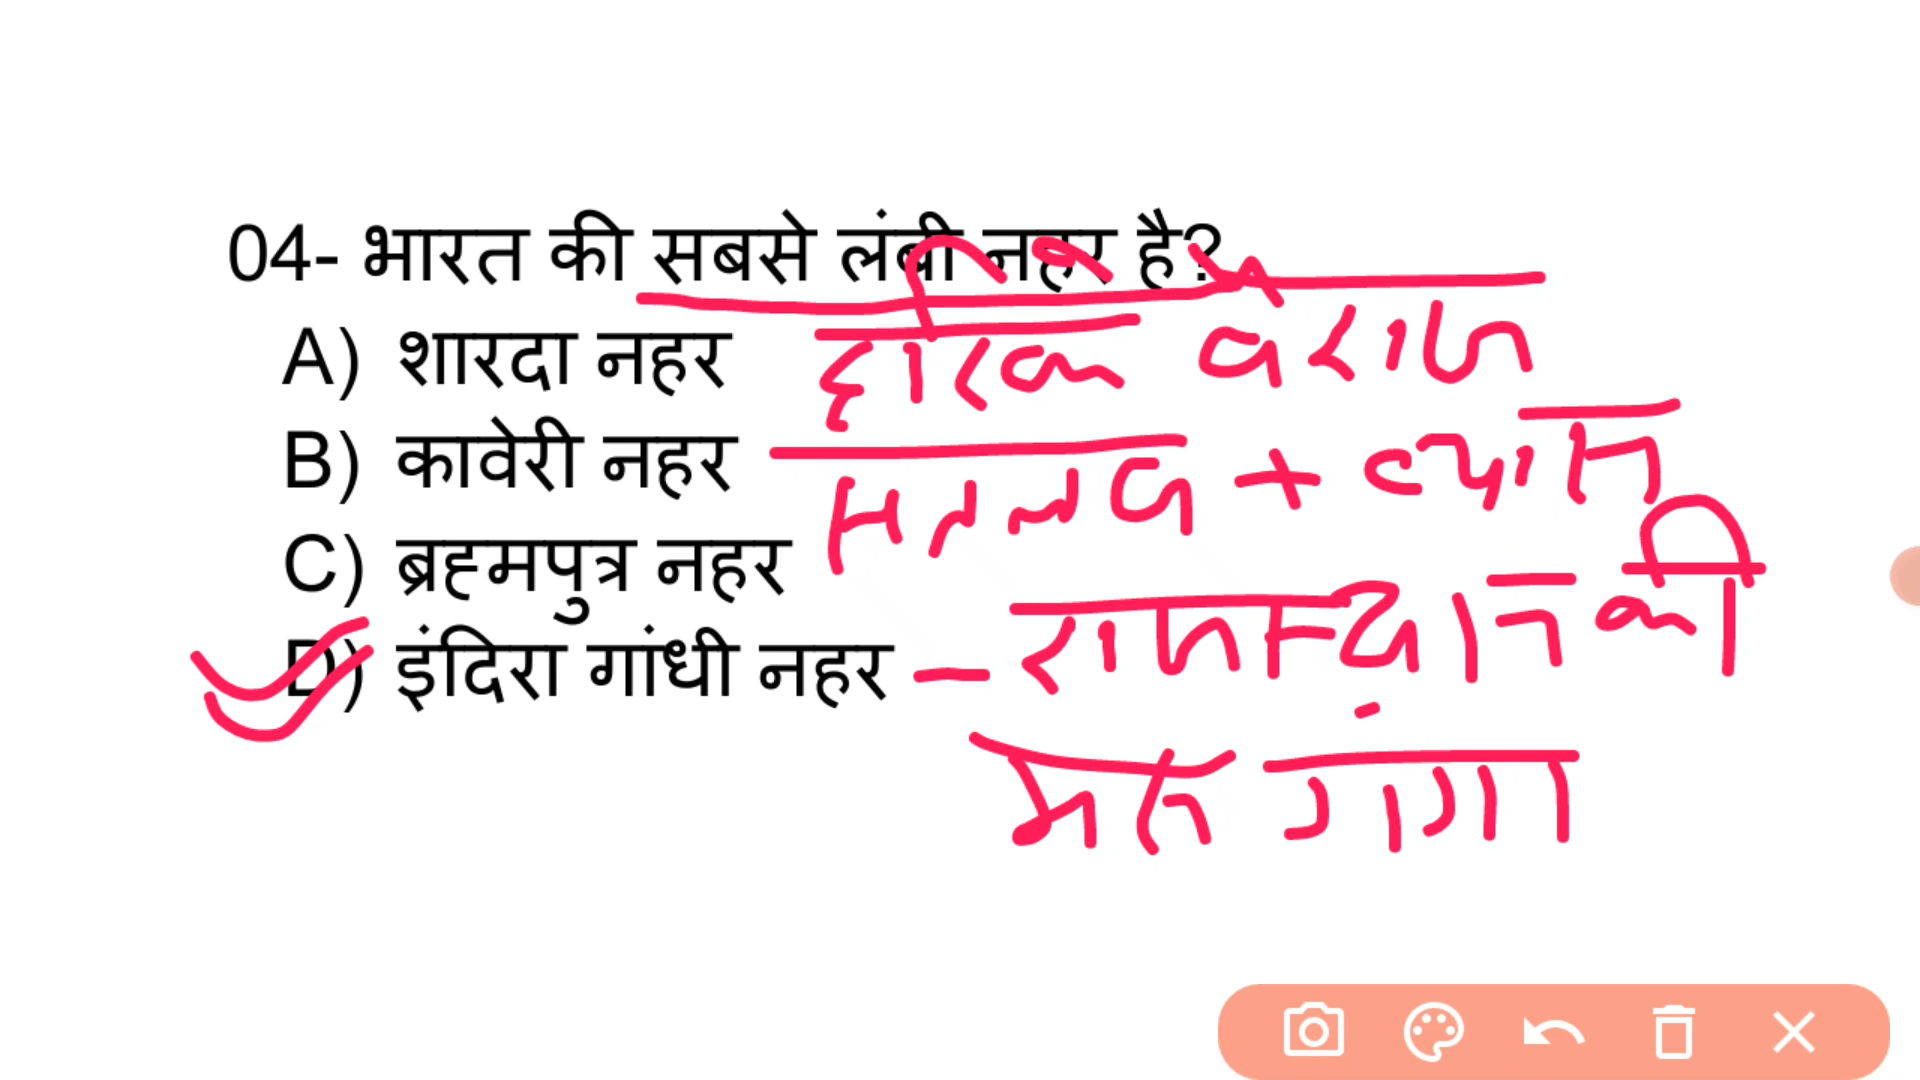 04- भारत की सबसे लंबी नहर है?
A) शारदा नहर
हरिके बैराज
B) कावेरी नहर
सतलज + व्यास
C) ब्रह्मपुत्र नहर
D) इंदिरा गांधी नहर – राजस्थान की
मरु गंगा